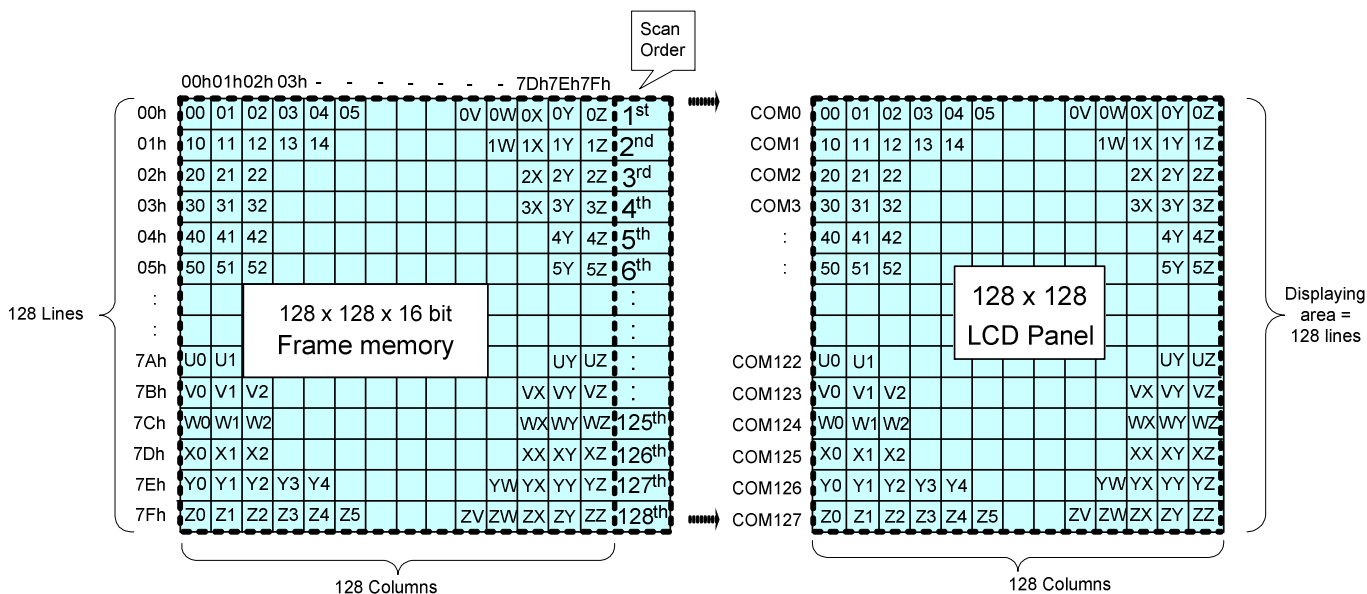 Scan
Order
00h 01h 02h 03h - - - - - - - 7Dh 7Eh 7Fh
00h 00 01 02 03 04 05 0V 0W 0X 0Y 0Z 1st COM0 00 01 02 03 04 05 0V 0W 0X 0Y 0Z
01h 10 11 12 13 14 1W 1X 1Y 1Z 2nd COM1 10 11 12 13 14 1W 1X 1Y 1Z
02h 20 21 22 2X 2Y 2Z 3rd COM2 20 21 22 2X 2Y 2Z
03h 30 31 32 3X 3Y 3Z 4th COM3 30 31 32 3X 3Y 3Z
04h 40 41 42 4Y 4Z 5th : 40 41 42 4Y 4Z
05h 50 51 52 5Y 5Z 6th : 50 51 52 5Y 5Z
: :
: :
128 Lines
128 x 128 x 16 bit
Frame memory
128 x 128
LCD Panel
Displaying
area =
128 lines
7Ah U0 U1 UY UZ : COM122 U0 U1 UY UZ
7Bh V0 V1 V2 VX VY VZ : COM123 V0 V1 V2 VX VY VZ
7Ch W0 W1 W2 WX WY WZ 125th COM124 W0 W1 W2 WX WY WZ
7Dh X0 X1 X2 XX XY XZ 126th COM125 X0 X1 X2 XX XY XZ
7Eh Y0 Y1 Y2 Y3 Y4 YW YX YY YZ 127th COM126 Y0 Y1 Y2 Y3 Y4 YW YX YY YZ
7Fh Z0 Z1 Z2 Z3 Z4 Z5 ZV ZW ZX ZY ZZ 128th COM127 Z0 Z1 Z2 Z3 Z4 Z5 ZV ZW ZX ZY ZZ
128 Columns
128 Columns